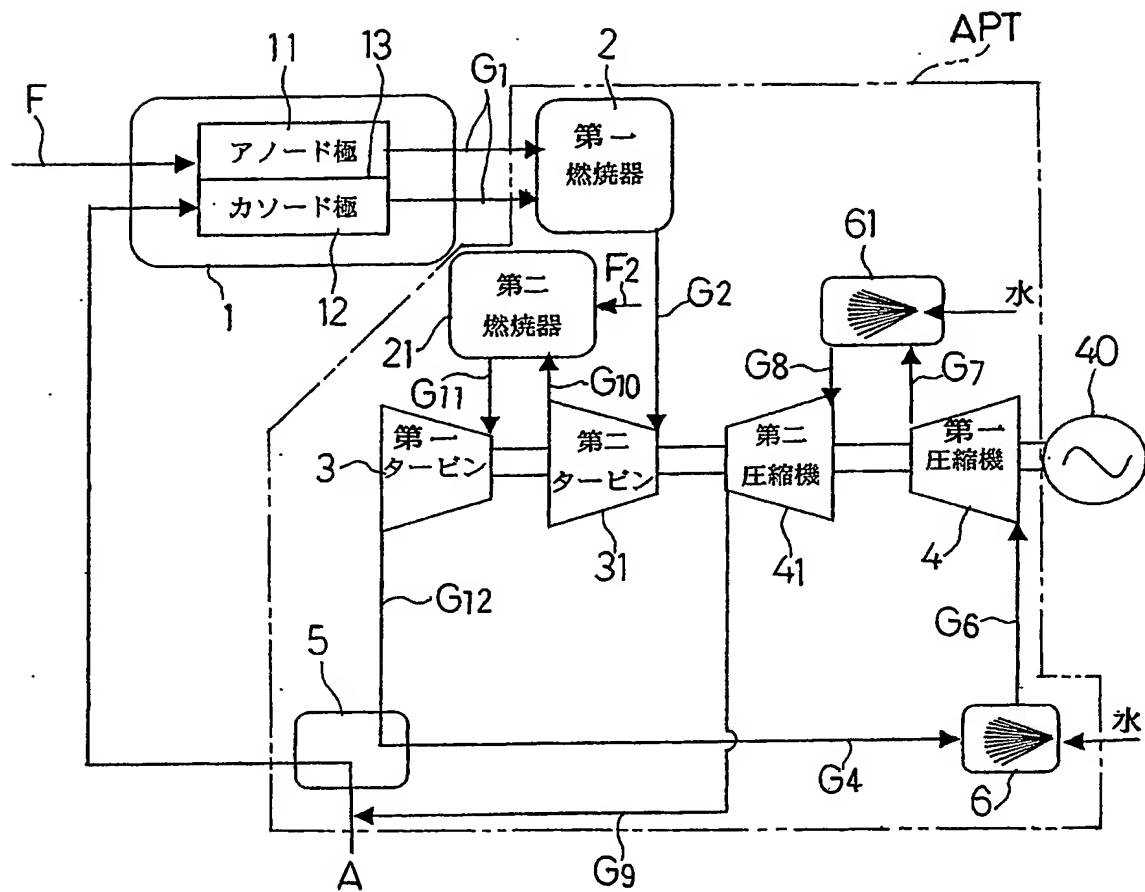 APT
11
13
G1
2
F
アノード極
カソード極
第一
燃焼器
12
1
61
第二
燃焼器
F2
G2
水
21
G11
G10
G8
G7
40
第一
タービン
第二
タービン
第二
圧縮機
第一
圧縮機
3
31
41
4
G12
G6
5
水
G4
6
A
G9